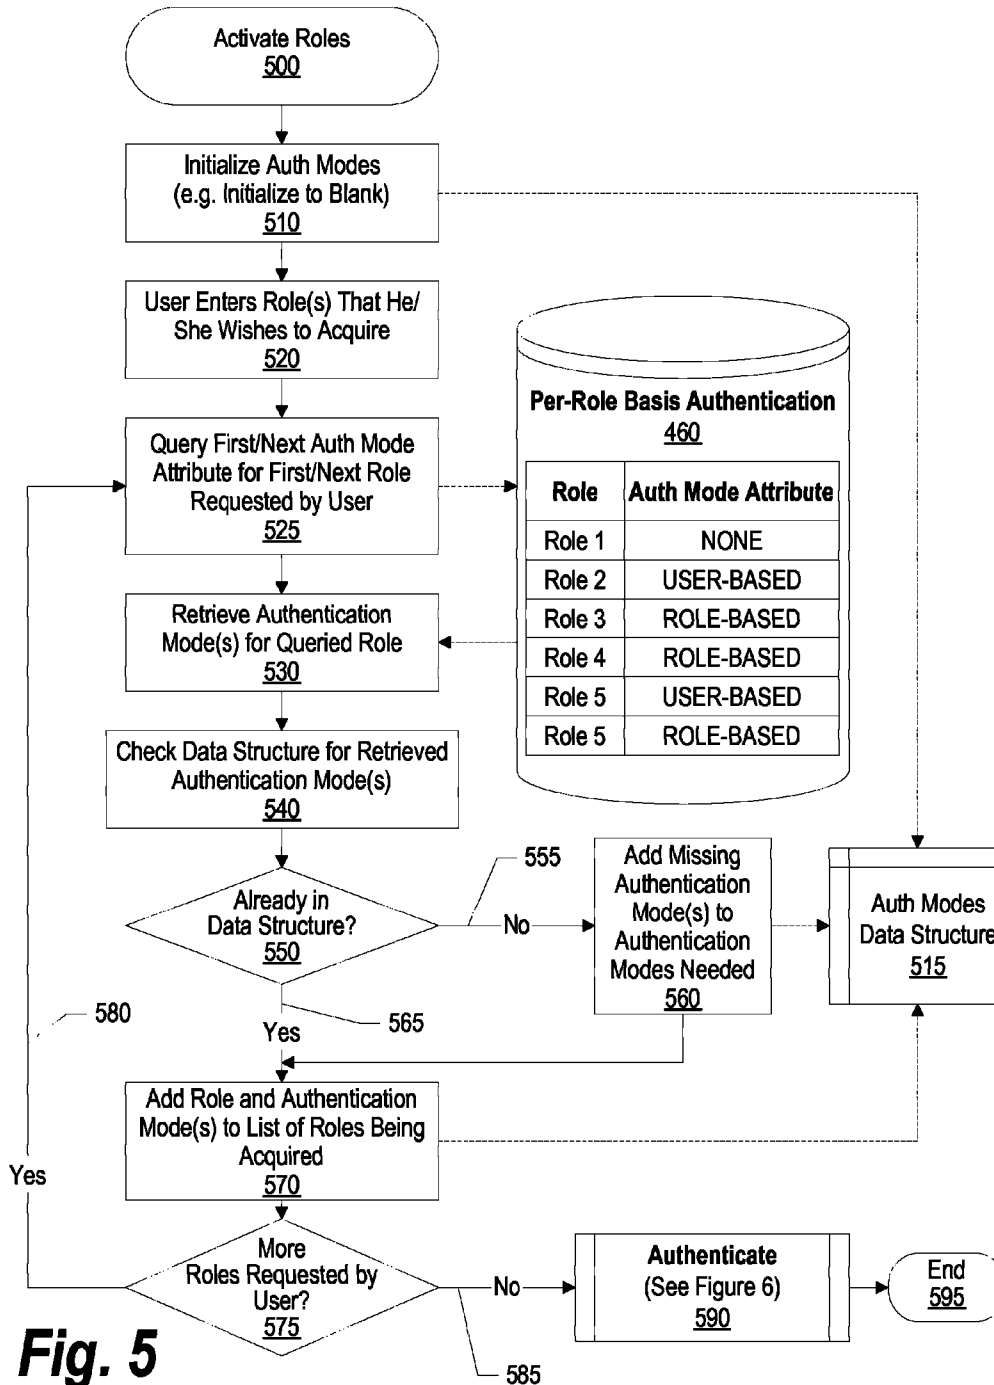 Activate Roles
500
Initialize Auth Modes
(e.g. Initialize to Blank)
510
User Enters Role(s) That He/
She Wishes to Acquire
520
Query First/Next Auth Mode
Attribute for First/Next Role
Requested by User
525
Per-Role Basis Authentication
460
Role Auth Mode Attribute
Role 1 NONE
Role 2 USER-BASED
Role 3 ROLE-BASED
Role 4 ROLE-BASED
Role 5 USER-BASED
Role 5 ROLE-BASED
Retrieve Authentication
Mode(s) for Queried Role
530
Check Data Structure for Retrieved
Authentication Mode(s)
540
Already in
Data Structure?
550
555
No
Add Missing
Authentication
Mode(s) to
Authentication
Modes Needed
560
Auth Modes
Data Structure
515
565
Yes
580
Yes
Add Role and Authentication
Mode(s) to List of Roles Being
Acquired
570
More
Roles Requested by
User?
575
No
585
Authenticate
(See Figure 6)
590
End
595
Fig. 5